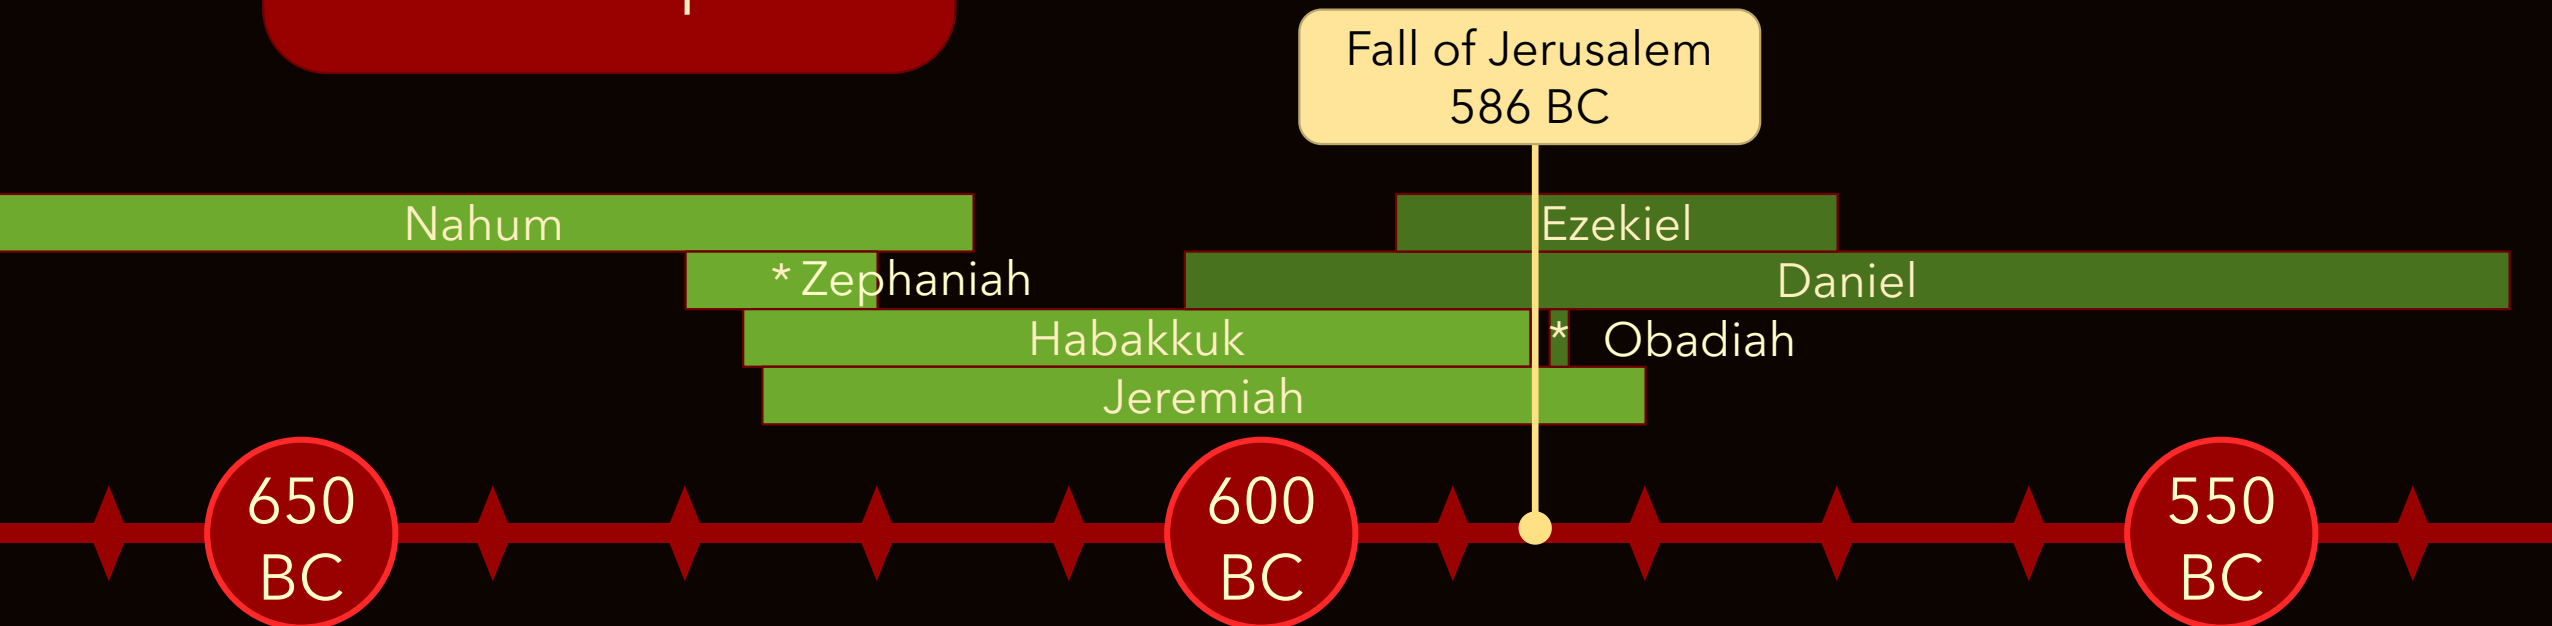 Fall of Jerusalem
586 BC
Nahum
Ezekiel
* Zephaniah
Daniel
Habakkuk
* Obadiah
Jeremiah
650
BC
600
BC
550
BC